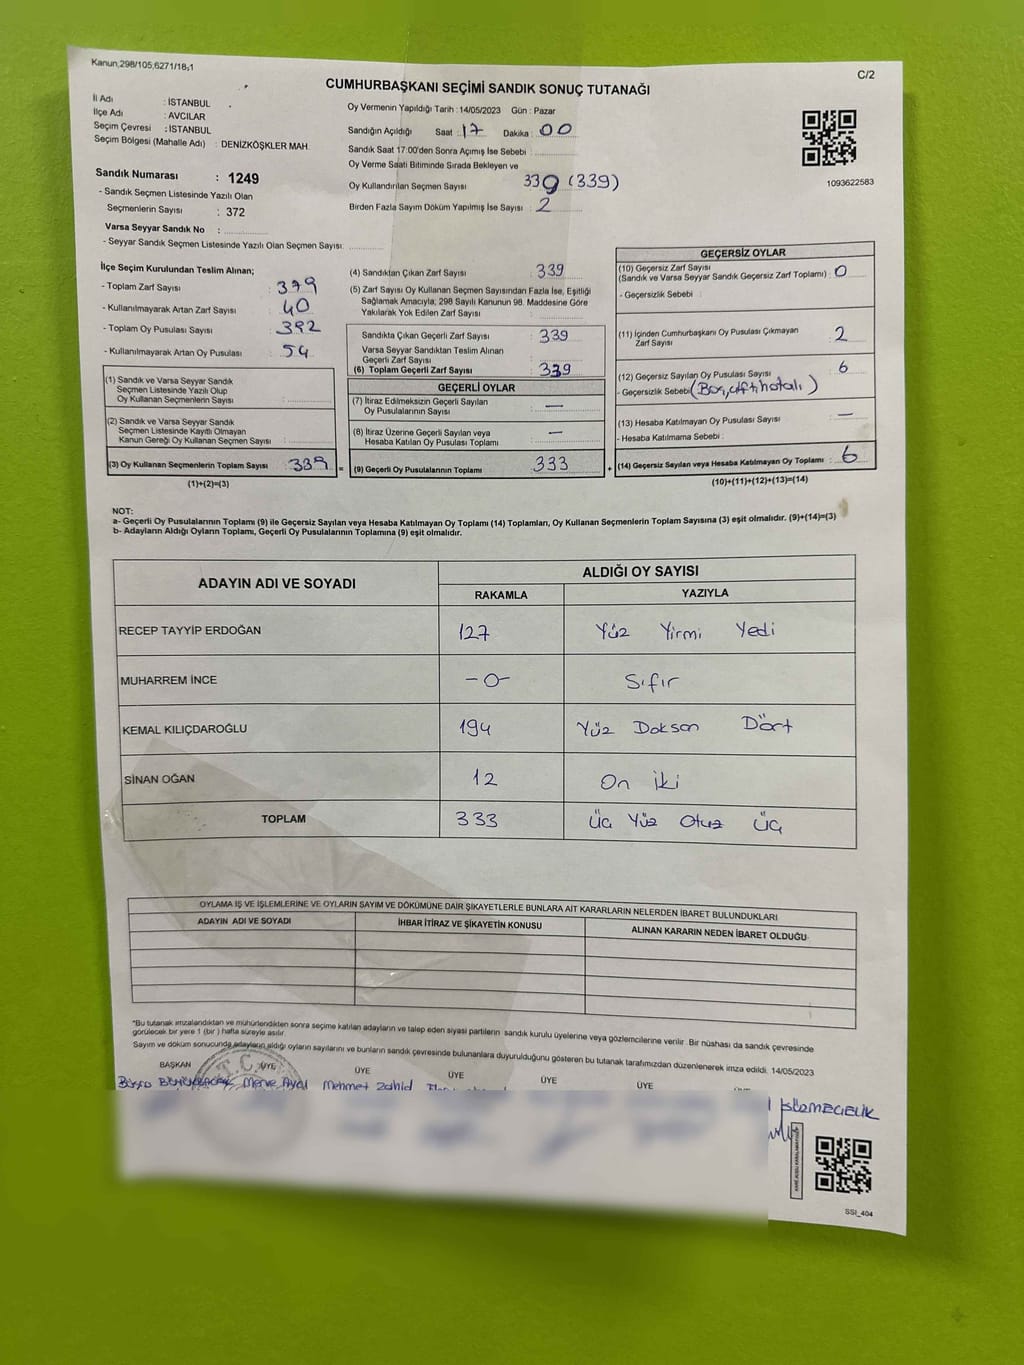 Kanun,298/105,6271/18,1
C/2
CUMHURBAŞKANI SEÇİMİ SANDIK SONUÇ TUTANAĞI
İl Adı : İSTANBUL
İlçe Adı : AVCILAR
Seçim Çevresi : İSTANBUL
Seçim Bölgesi (Mahalle Adı) : DENİZKÖŞKLER MAH.
Sandık Numarası : 1249
- Sandık Seçmen Listesinde Yazılı Olan
Seçmenlerin Sayısı : 372
Varsa Seyyar Sandık No :
- Seyyar Sandık Seçmen Listesinde Yazılı Olan Seçmen Sayısı:
Oy Vermenin Yapıldığı Tarih : 14/05/2023 Gün : Pazar
Sandığın Açıldığı Saat : 17 Dakika : 00
Sandık Saat 17:00'den Sonra Açımış İse Sebebi :
Oy Verme Saati Bitiminde Sırada Bekleyen ve
Oy Kullandırılan Seçmen Sayısı 339 (339)
Birden Fazla Sayım Döküm Yapılmış İse Sayısı : 2
1093622583
İlçe Seçim Kurulundan Teslim Alınan;
- Toplam Zarf Sayısı : 379
- Kullanılmayarak Artan Zarf Sayısı : 40
- Toplam Oy Pusulası Sayısı : 392
- Kullanılmayarak Artan Oy Pusulası : 54
(1) Sandık ve Varsa Seyyar Sandık
Seçmen Listesinde Yazılı Olup
Oy Kullanan Seçmenlerin Sayısı :
(2) Sandık ve Varsa Seyyar Sandık
Seçmen Listesinde Kayıtlı Olmayan
Kanun Gereği Oy Kullanan Seçmen Sayısı :
(3) Oy Kullanan Seçmenlerin Toplam Sayısı : 339 =
(1)+(2)=(3)
(4) Sandıktan Çıkan Zarf Sayısı : 339
(5) Zarf Sayısı Oy Kullanan Seçmen Sayısından Fazla İse, Eşitliği
Sağlamak Amacıyla; 298 Sayılı Kanunun 98. Maddesine Göre
Yakılarak Yok Edilen Zarf Sayısı :
Sandıkta Çıkan Geçerli Zarf Sayısı : 339
Varsa Seyyar Sandıktan Teslim Alınan
Geçerli Zarf Sayısı :
(6) Toplam Geçerli Zarf Sayısı : 339
GEÇERLİ OYLAR
(7) İtiraz Edilmeksizin Geçerli Sayılan
Oy Pusulalarının Sayısı : —
(8) İtiraz Üzerine Geçerli Sayılan veya
Hesaba Katılan Oy Pusulası Toplamı : —
(9) Geçerli Oy Pusulalarının Toplamı : 333 +
GEÇERSİZ OYLAR
(10) Geçersiz Zarf Sayısı
(Sandık ve Varsa Seyyar Sandık Geçersiz Zarf Toplamı) : 0
- Geçersizlik Sebebi :
(11) İçinden Cumhurbaşkanı Oy Pusulası Çıkmayan
Zarf Sayısı : 2
(12) Geçersiz Sayılan Oy Pusulası Sayısı : 6
- Geçersizlik Sebebi (Boş,çift,hatalı)
(13) Hesaba Katılmayan Oy Pusulası Sayısı : —
- Hesaba Katılmama Sebebi :
(14) Geçersiz Sayılan veya Hesaba Katılmayan Oy Toplamı : 6
(10)+(11)+(12)+(13)=(14)
NOT:
a- Geçerli Oy Pusulalarının Toplamı (9) ile Geçersiz Sayılan veya Hesaba Katılmayan Oy Toplamı (14) Toplamları, Oy Kullanan Seçmenlerin Toplam Sayısına (3) eşit olmalıdır. (9)+(14)=(3)
b- Adayların Aldığı Oyların Toplamı, Geçerli Oy Pusulalarının Toplamına (9) eşit olmalıdır.
ADAYIN ADI VE SOYADI ALDIĞI OY SAYISI
RAKAMLA YAZIYLA
RECEP TAYYİP ERDOĞAN 127 Yüz Yirmi Yedi
MUHARREM İNCE -0- Sıfır
KEMAL KILIÇDAROĞLU 194 Yüz Doksan Dört
SİNAN OĞAN 12 On iki
TOPLAM 333 Üç Yüz Otuz Üç
OYLAMA İŞ VE İŞLEMLERİNE VE OYLARIN SAYIM VE DÖKÜMÜNE DAİR ŞİKAYETLERLE BUNLARA AİT KARARLARIN NELERDEN İBARET BULUNDUKLARI
ADAYIN ADI VE SOYADI İHBAR İTİRAZ VE ŞİKAYETİN KONUSU ALINAN KARARIN NEDEN İBARET OLDUĞU
*Bu tutanak imzalandıktan ve mühürlendikten sonra seçime katılan adayların ve talep eden siyasi partilerin sandık kurulu üyelerine veya gözlemcilerine verilir. Bir nüshası da sandık çevresinde
görülecek bir yere 1 (bir) hafta süreyle asılır.
Sayım ve döküm sonucunda adayların aldığı oyların sayılarını ve bunların sandık çevresinde bulunanlara duyurulduğunu gösteren bu tutanak tarafımızdan düzenlenerek imza edildi. 14/05/2023
BAŞKAN ÜYE ÜYE ÜYE ÜYE ÜYE
Merve Mehmet Zahid
T.C.
SSI_404